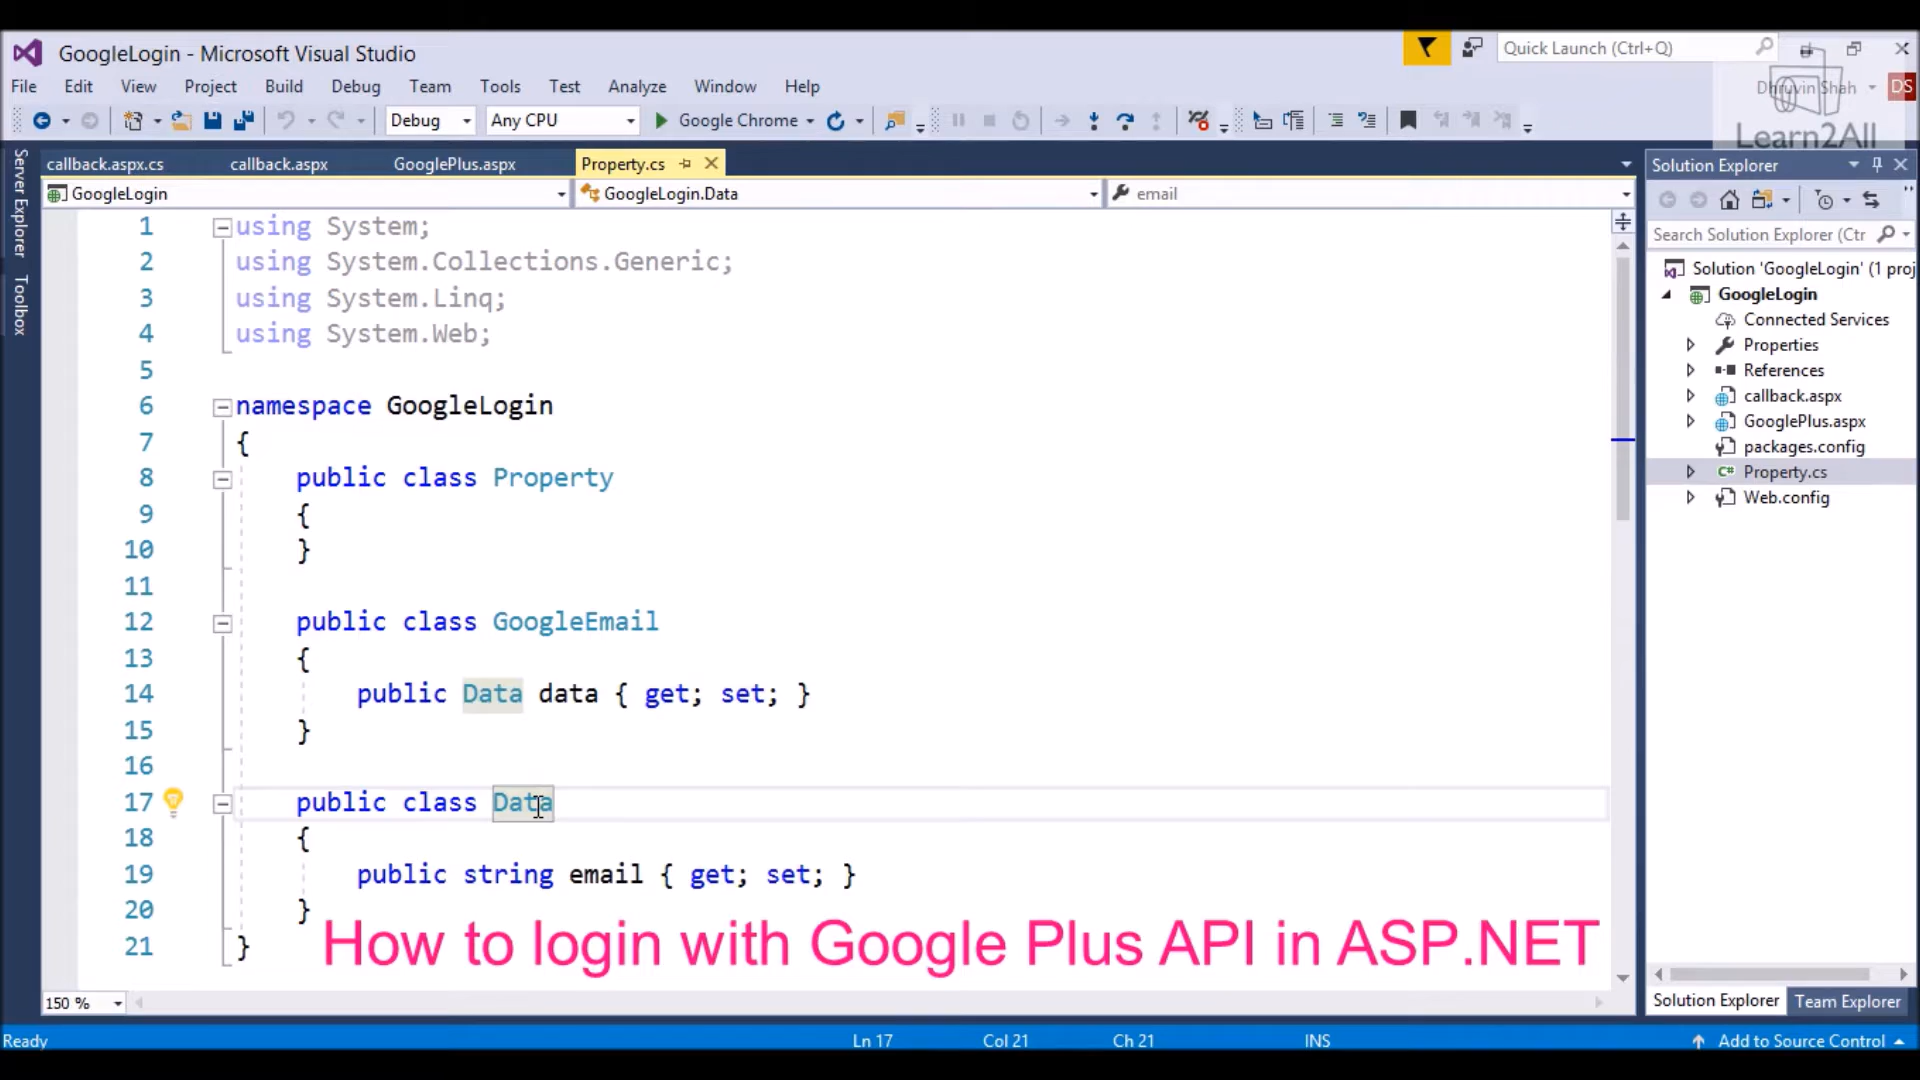 GoogleLogin - Microsoft Visual Studio
Quick Launch (Ctrl+Q)
File Edit View Project Build Debug Team Tools Test Analyze Window Help
Dhruvin Shah DS
Debug Any CPU Google Chrome
Learn2All
Server Explorer
Toolbox
callback.aspx.cs callback.aspx GooglePlus.aspx Property.cs
GoogleLogin GoogleLogin.Data email
1 using System;
2 using System.Collections.Generic;
3 using System.Linq;
4 using System.Web;
5
6 namespace GoogleLogin
7 {
8 public class Property
9 {
10 }
11
12 public class GoogleEmail
13 {
14 public Data data { get; set; }
15 }
16
17 public class Data
18 {
19 public string email { get; set; }
20 }
21 }
How to login with Google Plus API in ASP.NET
150 %
Solution Explorer
Search Solution Explorer (Ctr
Solution 'GoogleLogin' (1 proj
GoogleLogin
Connected Services
Properties
References
callback.aspx
GooglePlus.aspx
packages.config
C# Property.cs
Web.config
Solution Explorer Team Explorer
Ready Ln 17 Col 21 Ch 21 INS Add to Source Control